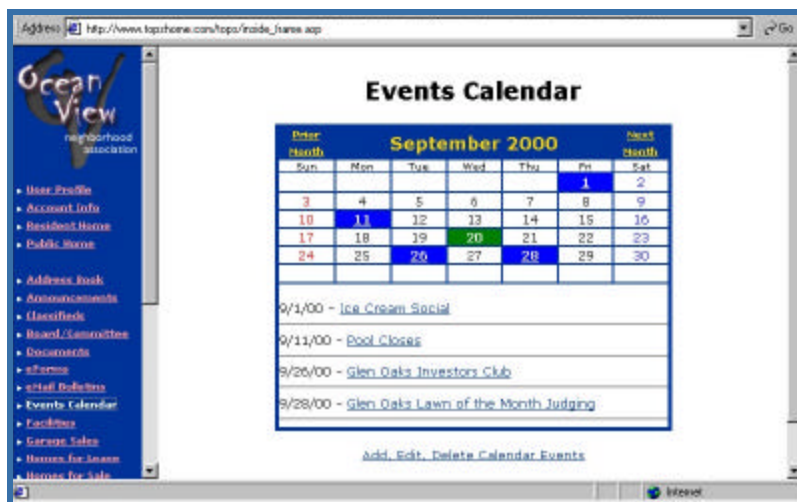 Address http://www.topshome.com/tops/inside_frame.asp Go
Ocean
View
neighborhood
association
User Profile
Account Info
Resident Home
Public Home
Address Book
Announcements
Classifieds
Board/Committee
Documents
eForms
eMail Bulletins
Events Calendar
Facilities
Garage Sales
Homes for Lease
Homes for Sale
Events Calendar
Prior Month September 2000 Next Month
Sun Mon Tue Wed Thu Fri Sat
1 2
3 4 5 6 7 8 9
10 11 12 13 14 15 16
17 18 19 20 21 22 23
24 25 26 27 28 29 30
9/1/00 - Ice Cream Social
9/11/00 - Pool Closes
9/26/00 - Glen Oaks Investors Club
9/28/00 - Glen Oaks Lawn of the Month Judging
Add, Edit, Delete Calendar Events
Internet